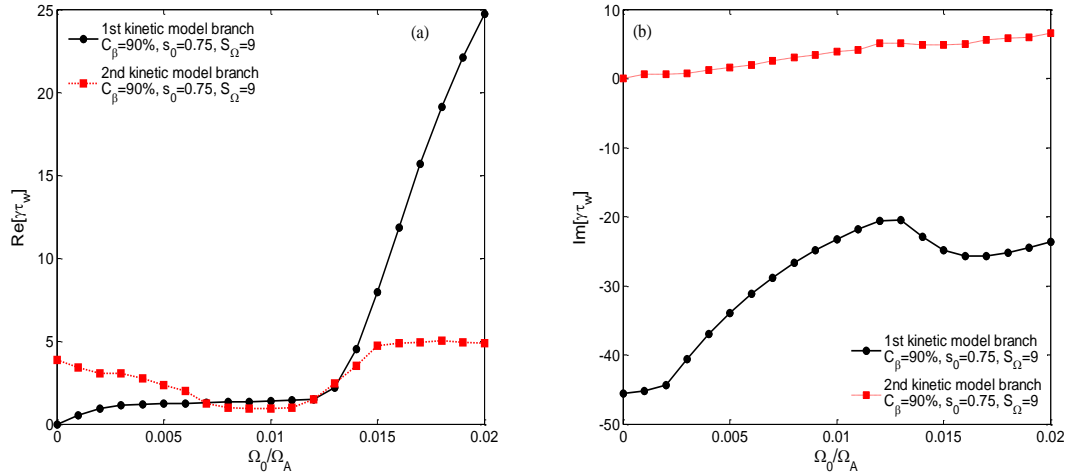 25
20
15
10
5
0
Re[γτw]
1st kinetic model branch
Cβ=90%, s0=0.75, SΩ=9
2nd kinetic model branch
Cβ=90%, s0=0.75, SΩ=9
(a)
0
0.005
0.01
0.015
0.02
Ω0/ΩA
10
0
-10
-20
-30
-40
-50
Im[γτw]
(b)
1st kinetic model branch
Cβ=90%, s0=0.75, SΩ=9
2nd kinetic model branch
Cβ=90%, s0=0.75, SΩ=9
0
0.005
0.01
0.015
0.02
Ω0/ΩA